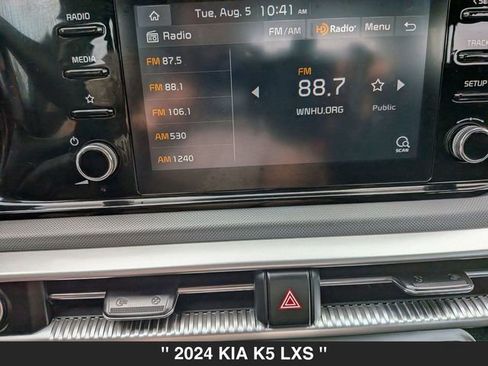 RADIO
MEDIA
Tue, Aug. 5 10:41 AM
Radio
FM/AM
HD Radio
Menu
FM 87.5
FM 88.1
FM 106.1
AM 530
AM 1240
FM
88.7
WNHU.ORG
Public
SCAN
TRACK
SETUP
" 2024 KIA K5 LXS "